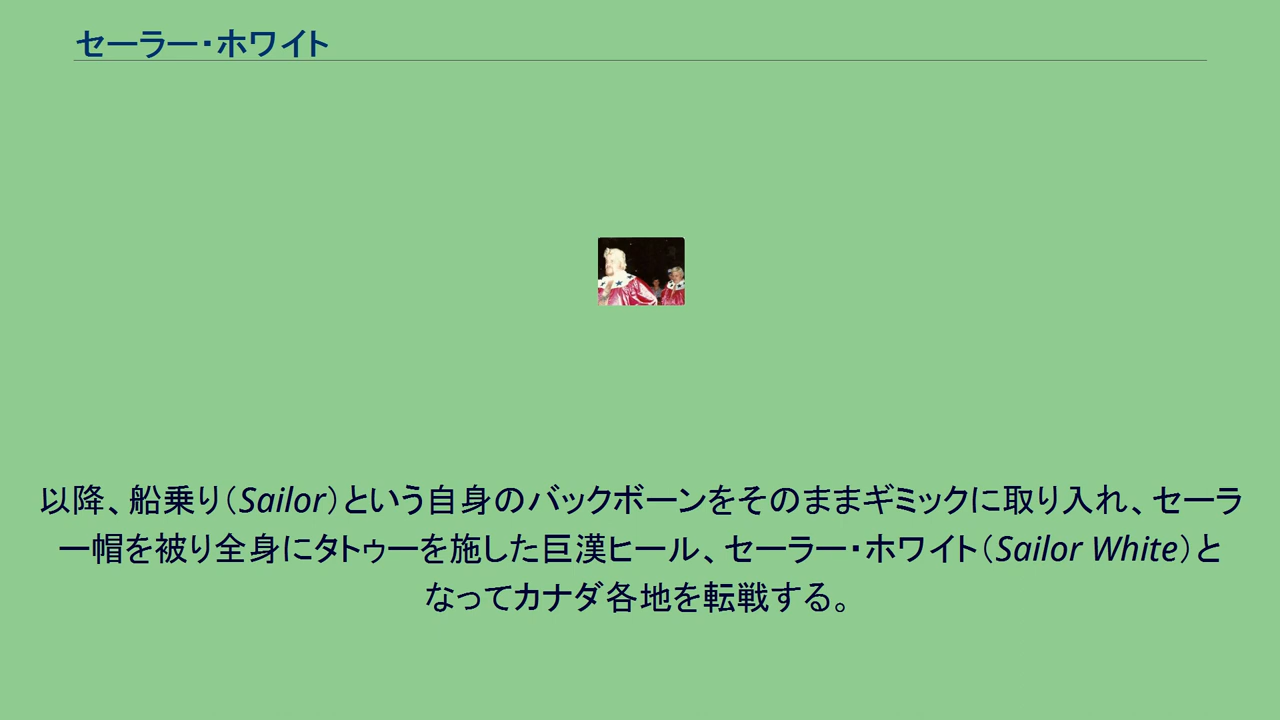 セーラー・ホワイト
以降、船乗り（Sailor）という自身のバックボーンをそのままギミックに取り入れ、セーラ
ー帽を被り全身にタトゥーを施した巨漢ヒール、セーラー・ホワイト（Sailor White）と
なってカナダ各地を転戦する。